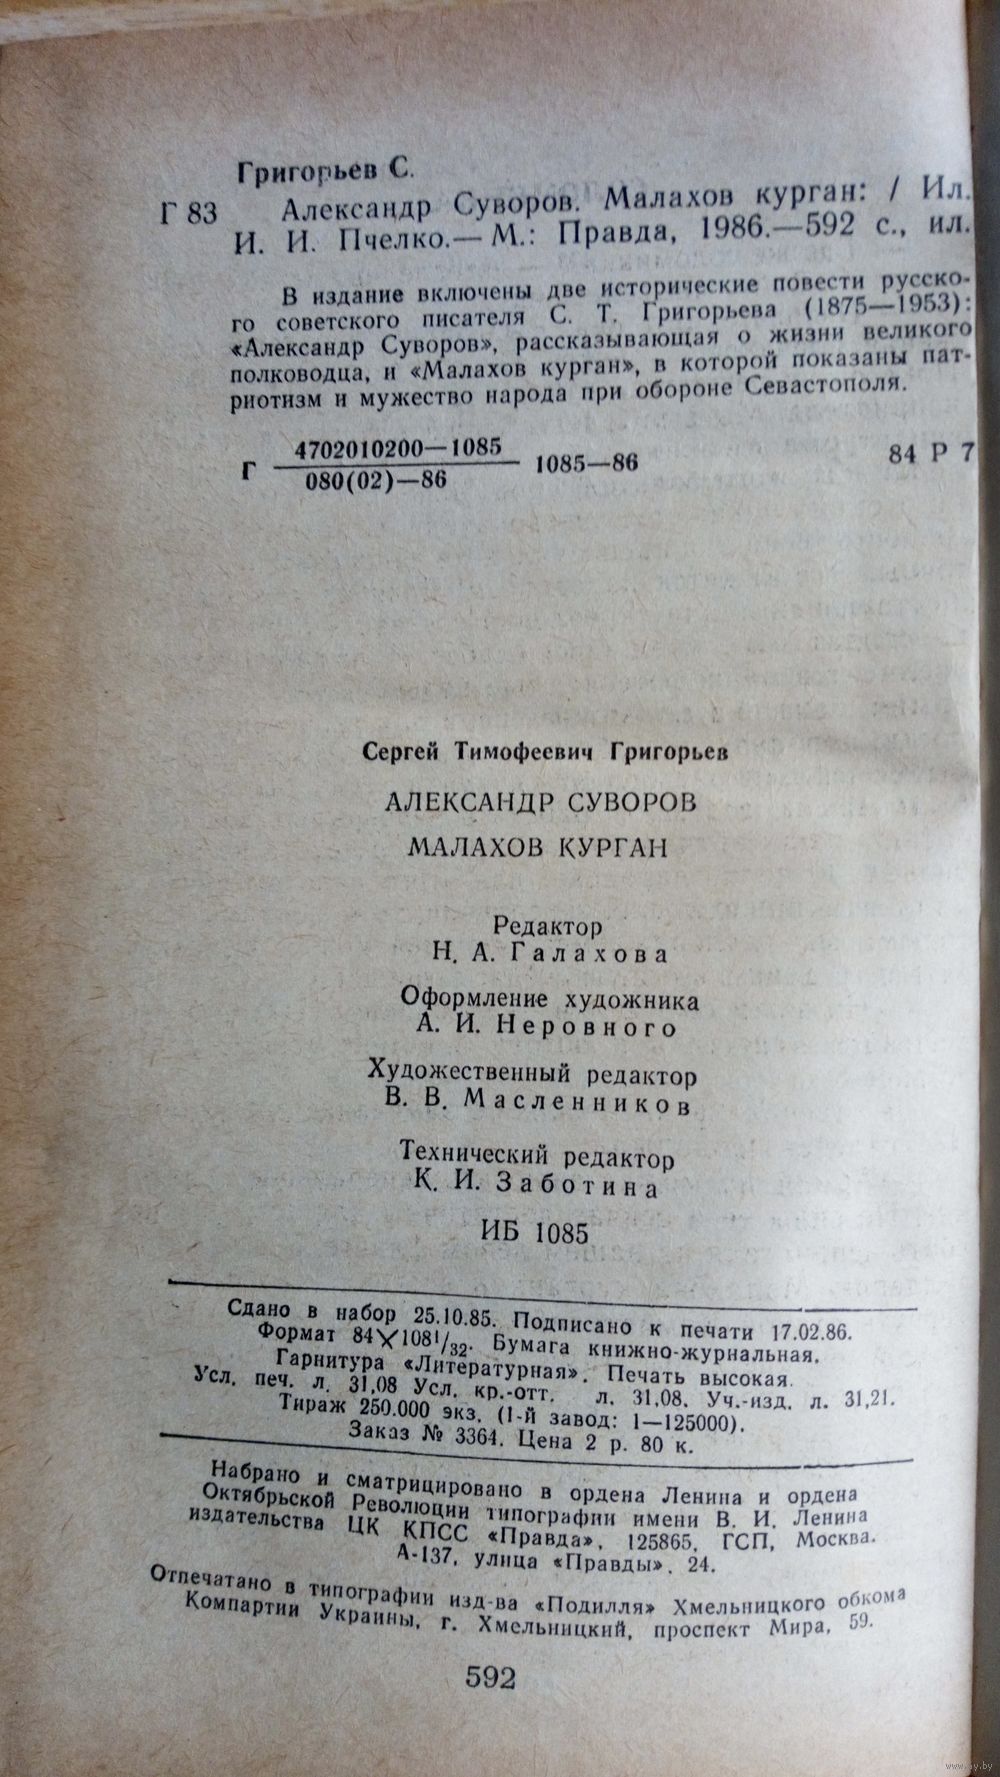 Григорьев С.
Г 83 Александр Суворов. Малахов курган: / Ил.
И. И. Пчелко.— М.: Правда, 1986.—592 с., ил.
В издание включены две исторические повести русско-
го советского писателя С. Т. Григорьева (1875—1953):
«Александр Суворов», рассказывающая о жизни великого
полководца, и «Малахов курган», в которой показаны пат-
риотизм и мужество народа при обороне Севастополя.
Г 4702010200—1085 / 080(02)—86 1085—86 84 Р 7
Сергей Тимофеевич Григорьев
АЛЕКСАНДР СУВОРОВ
МАЛАХОВ КУРГАН
Редактор
Н. А. Галахова
Оформление художника
А. И. Неровного
Художественный редактор
В. В. Масленников
Технический редактор
К. И. Заботина
ИБ 1085
Сдано в набор 25.10.85. Подписано к печати 17.02.86.
Формат 84×108 1/32. Бумага книжно-журнальная.
Гарнитура «Литературная». Печать высокая.
Усл. печ. л. 31,08 Усл. кр.-отт. л. 31,08. Уч.-изд. л. 31,21.
Тираж 250.000 экз. (1-й завод: 1—125000).
Заказ № 3364. Цена 2 р. 80 к.
Набрано и сматрицировано в ордена Ленина и ордена
Октябрьской Революции типографии имени В. И. Ленина
издательства ЦК КПСС «Правда», 125865, ГСП, Москва.
А-137, улица «Правды», 24.
Отпечатано в типографии изд-ва «Подилля» Хмельницкого обкома
Компартии Украины, г. Хмельницкий, проспект Мира, 59.
592
www.ay.by